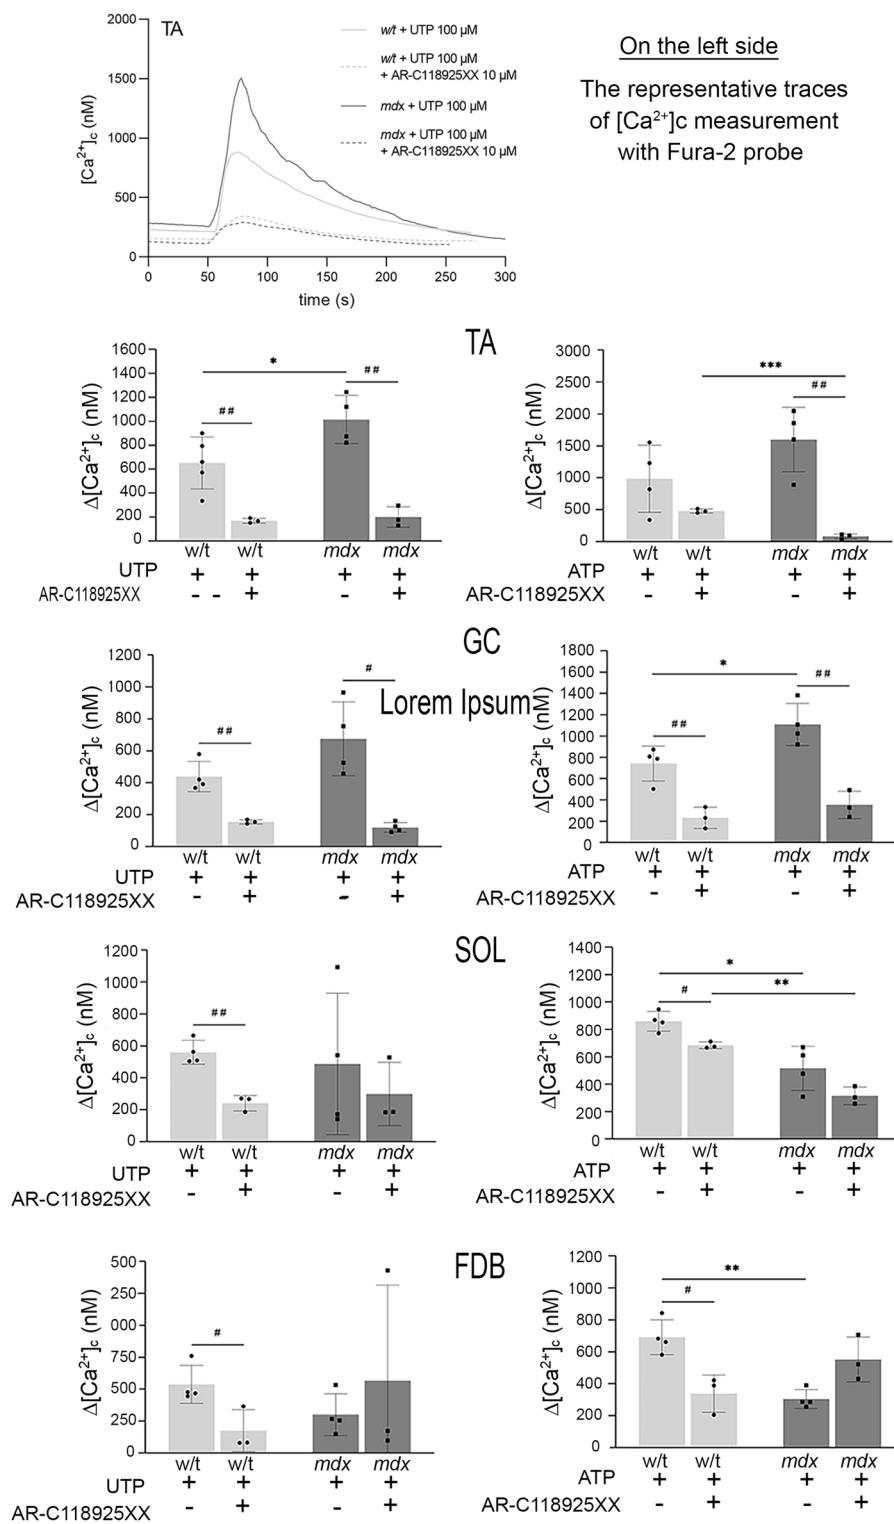 TA
[Ca²⁺]c (nM)
2000
1500
1000
500
0
0 50 100 150 200 250 300
time (s)
w/t + UTP 100 µM
w/t + UTP 100 µM
+ AR-C118925XX 10 µM
mdx + UTP 100 µM
mdx + UTP 100 µM
+ AR-C118925XX 10 µM
On the left side
The representative traces
of [Ca²⁺]c measurement
with Fura-2 probe
TA
Δ[Ca²⁺]c (nM)
1600
1400
1200
1000
800
600
400
200
0
## * ##
w/t w/t mdx mdx
UTP + + + +
AR-C118925XX - - + - +
Δ[Ca²⁺]c (nM)
3000
2500
2000
1500
1000
500
0
*** ##
w/t w/t mdx mdx
ATP + + + +
AR-C118925XX - + - +
GC
Lorem Ipsum
Δ[Ca²⁺]c (nM)
1200
1000
800
600
400
200
0
## #
w/t w/t mdx mdx
UTP + + + +
AR-C118925XX - + - +
Δ[Ca²⁺]c (nM)
1800
1600
1400
1200
1000
800
600
400
200
0
## * ##
w/t w/t mdx mdx
ATP + + + +
AR-C118925XX - + - +
SOL
Δ[Ca²⁺]c (nM)
1200
1000
800
600
400
200
0
##
w/t w/t mdx mdx
UTP + + + +
AR-C118925XX - + - +
Δ[Ca²⁺]c (nM)
1400
1200
1000
800
600
400
200
0
* # **
w/t w/t mdx mdx
ATP + + + +
AR-C118925XX - + - +
FDB
Δ[Ca²⁺]c (nM)
500
250
000
750
500
250
0
#
w/t w/t mdx mdx
UTP + + + +
AR-C118925XX - + - +
Δ[Ca²⁺]c (nM)
1200
1000
800
600
400
200
0
** #
w/t w/t mdx mdx
ATP + + + +
AR-C118925XX - + - +